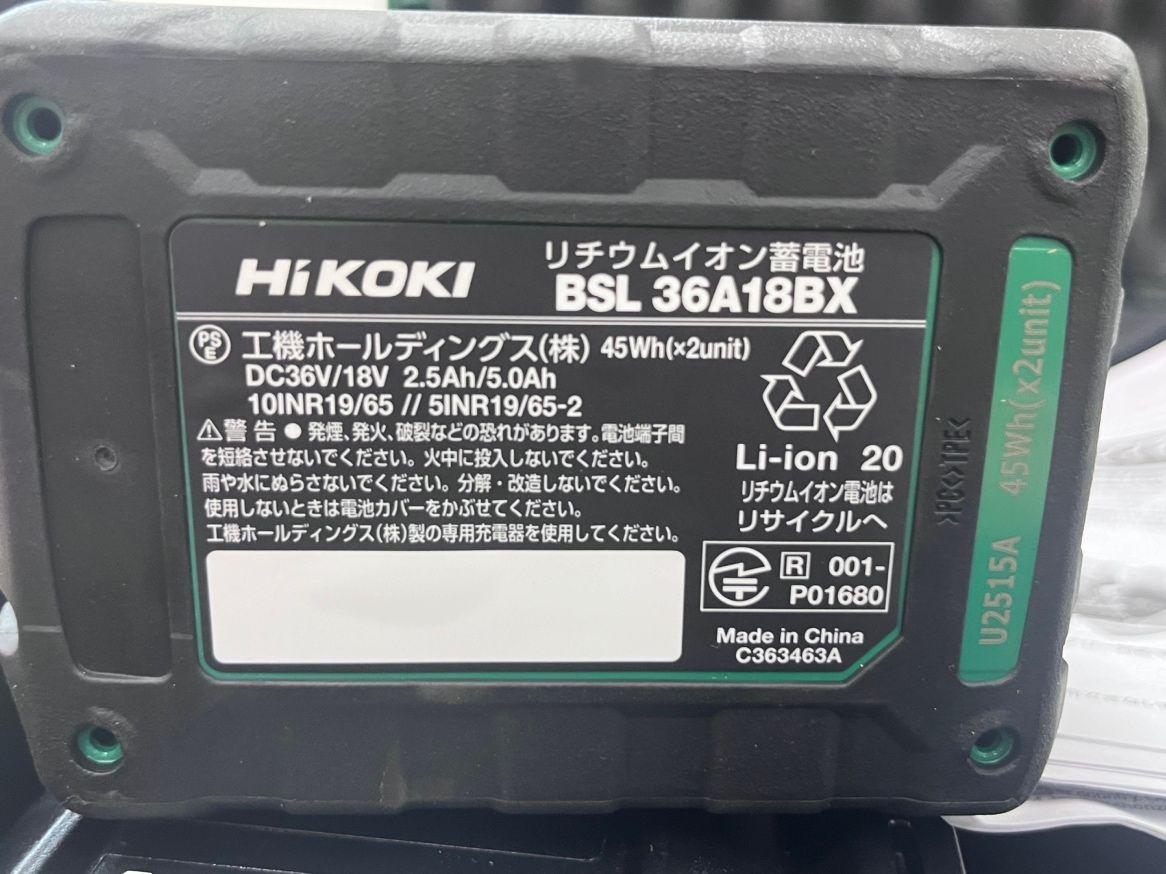 HiKOKI
リチウムイオン蓄電池
BSL 36A18BX
PSE 工機ホールディングス(株) 45Wh(×2unit)
DC36V/18V 2.5Ah/5.0Ah
10INR19/65 // 5INR19/65-2
⚠警告 ● 発煙、発火、破裂などの恐れがあります。電池端子間
を短絡させないでください。火中に投入しないでください。
雨や水にぬらさないでください。分解・改造しないでください。
使用しないときは電池カバーをかぶせてください。
工機ホールディングス(株)製の専用充電器を使用してください。
Li-ion 20
リチウムイオン電池は
リサイクルへ
R 001-
P01680
Made in China
C363463A
>PC<>TPE<
U2515A 45Wh(x2unit)